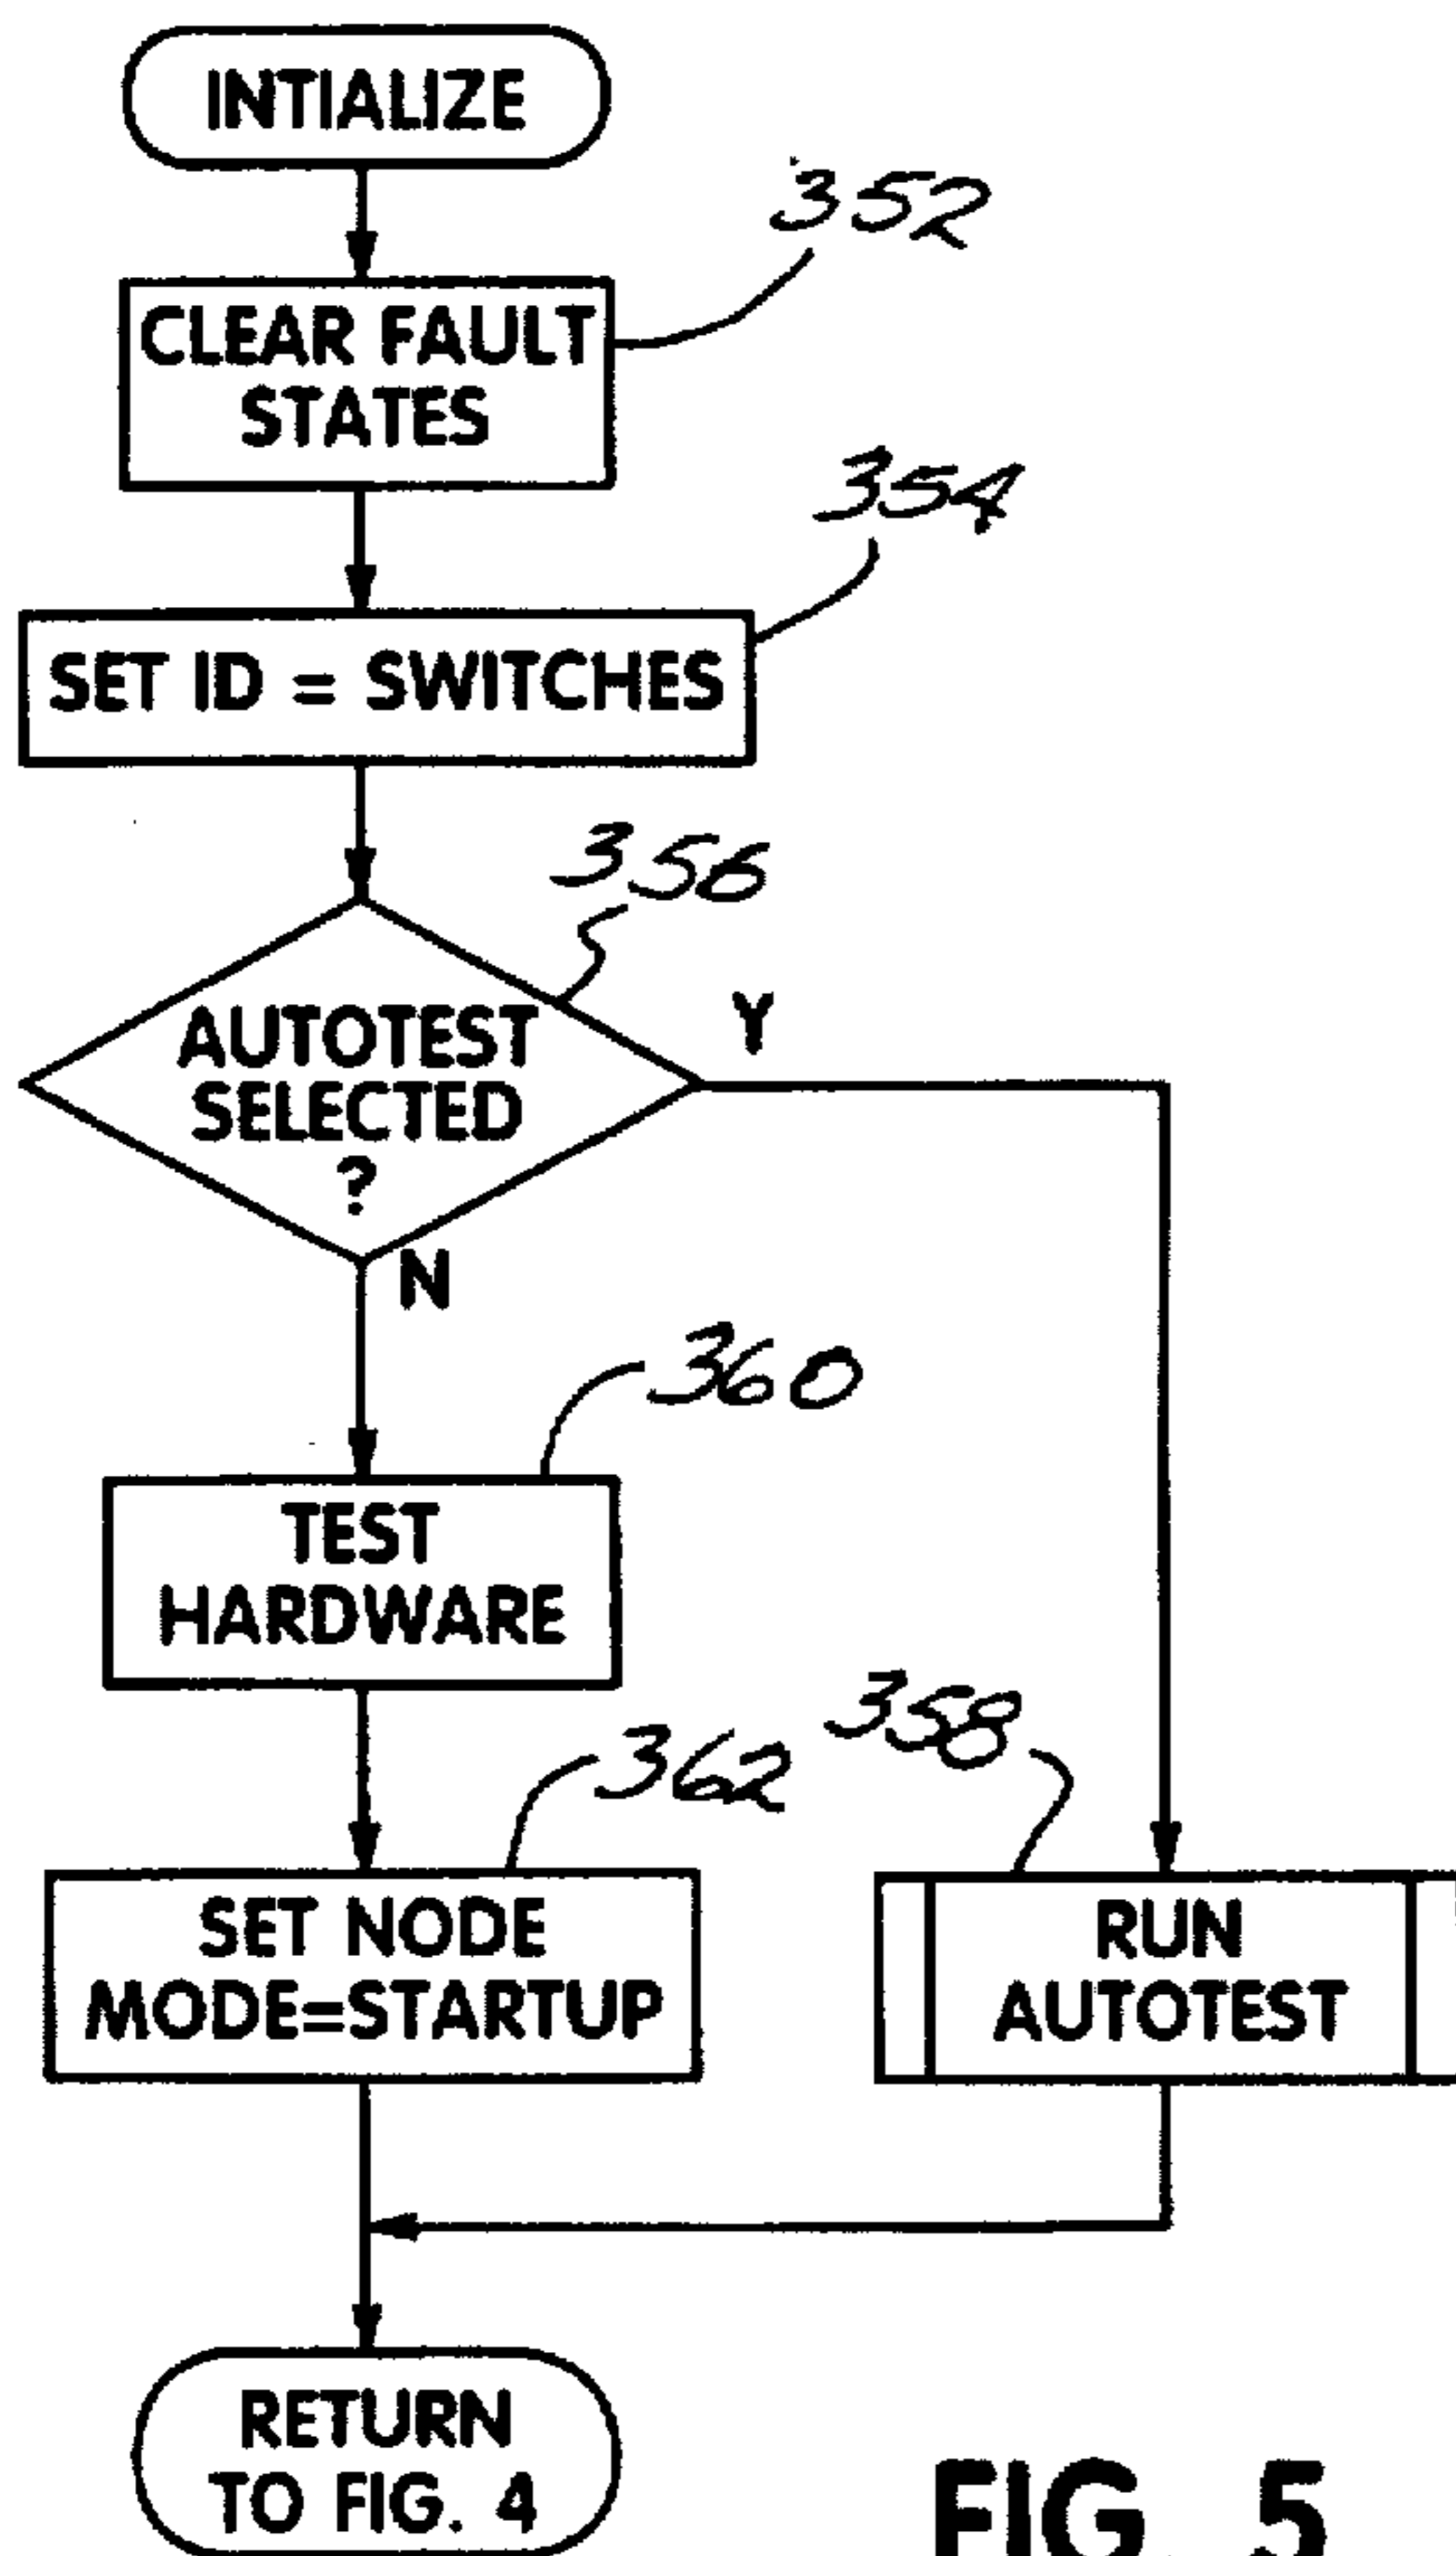 INTIALIZE
352
CLEAR FAULT
STATES
354
SET ID = SWITCHES
356
AUTOTEST
SELECTED
?
Y
N
360
TEST
HARDWARE
358
362
SET NODE
MODE=STARTUP
RUN
AUTOTEST
RETURN
TO FIG. 4
FIG. 5